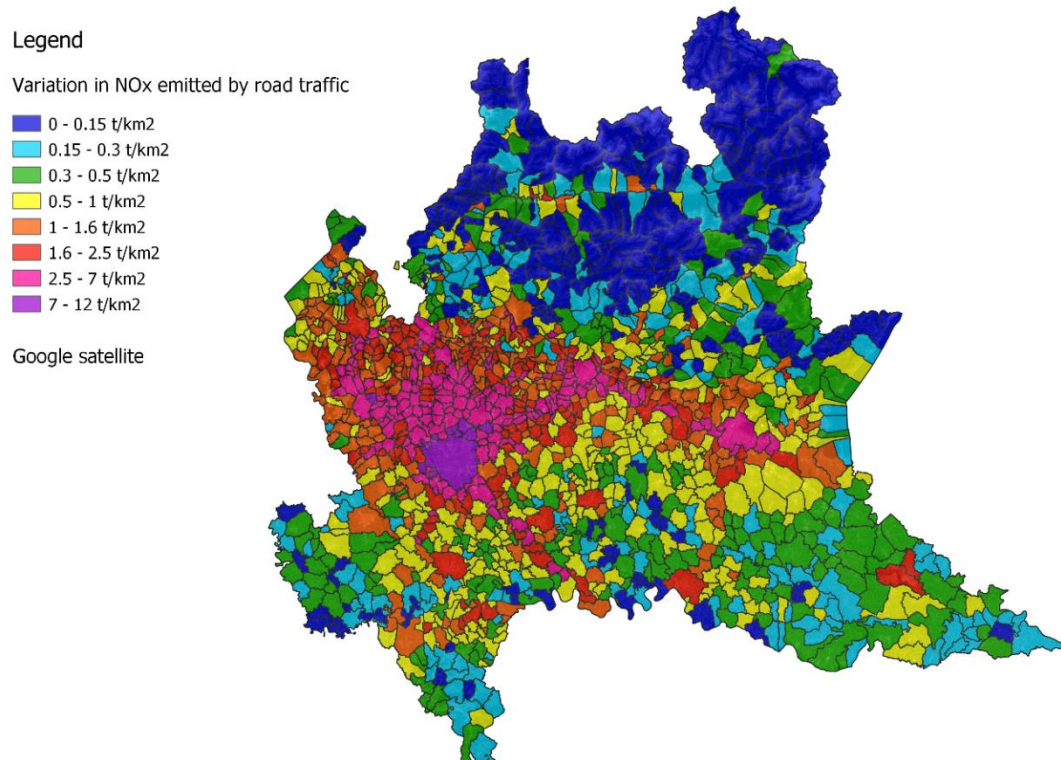 Legend
Variation in NOx emitted by road traffic
0 - 0.15 t/km2
0.15 - 0.3 t/km2
0.3 - 0.5 t/km2
0.5 - 1 t/km2
1 - 1.6 t/km2
1.6 - 2.5 t/km2
2.5 - 7 t/km2
7 - 12 t/km2
Google satellite